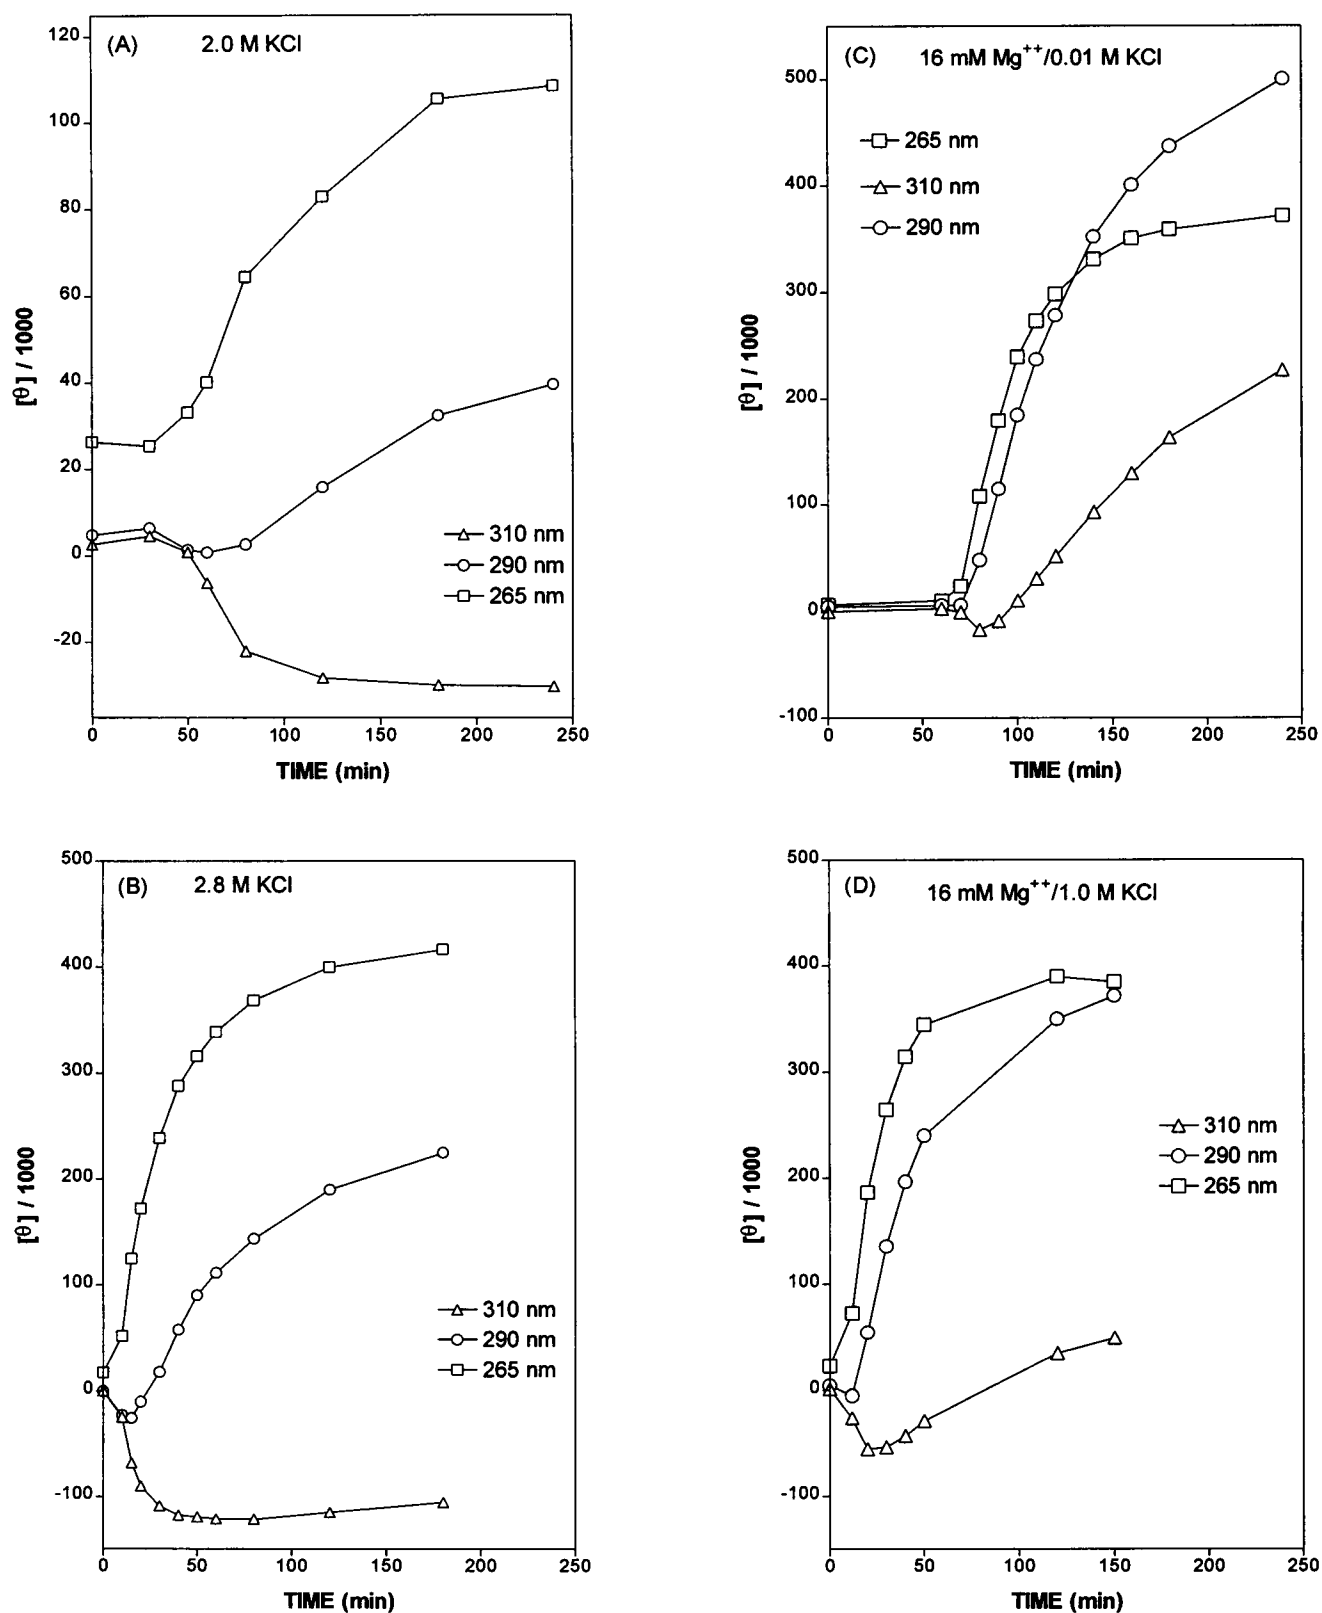 (A) 2.0 M KCl
120
100
80
60
40
20
0
-20
[θ] / 1000
310 nm
290 nm
265 nm
0 50 100 150 200 250
TIME (min)
(C) 16 mM Mg++/0.01 M KCl
500
400
300
200
100
0
-100
[θ] / 1000
265 nm
310 nm
290 nm
0 50 100 150 200 250
TIME (min)
(B) 2.8 M KCl
500
400
300
200
100
0
-100
[θ] / 1000
310 nm
290 nm
265 nm
0 50 100 150 200 250
TIME (min)
(D) 16 mM Mg++/1.0 M KCl
500
400
300
200
100
0
-100
[θ] / 1000
310 nm
290 nm
265 nm
0 50 100 150 200 250
TIME (min)